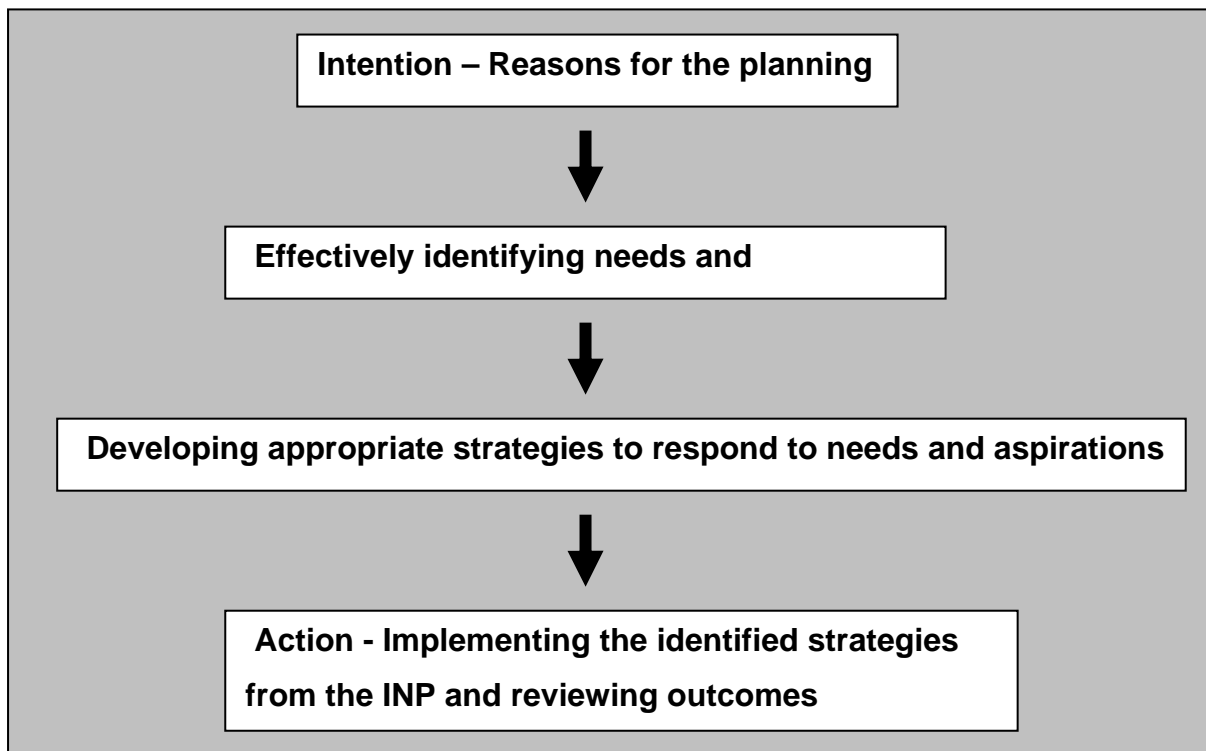 Intention – Reasons for the planning
Effectively identifying needs and
Developing appropriate strategies to respond to needs and aspirations
Action - Implementing the identified strategies
from the INP and reviewing outcomes